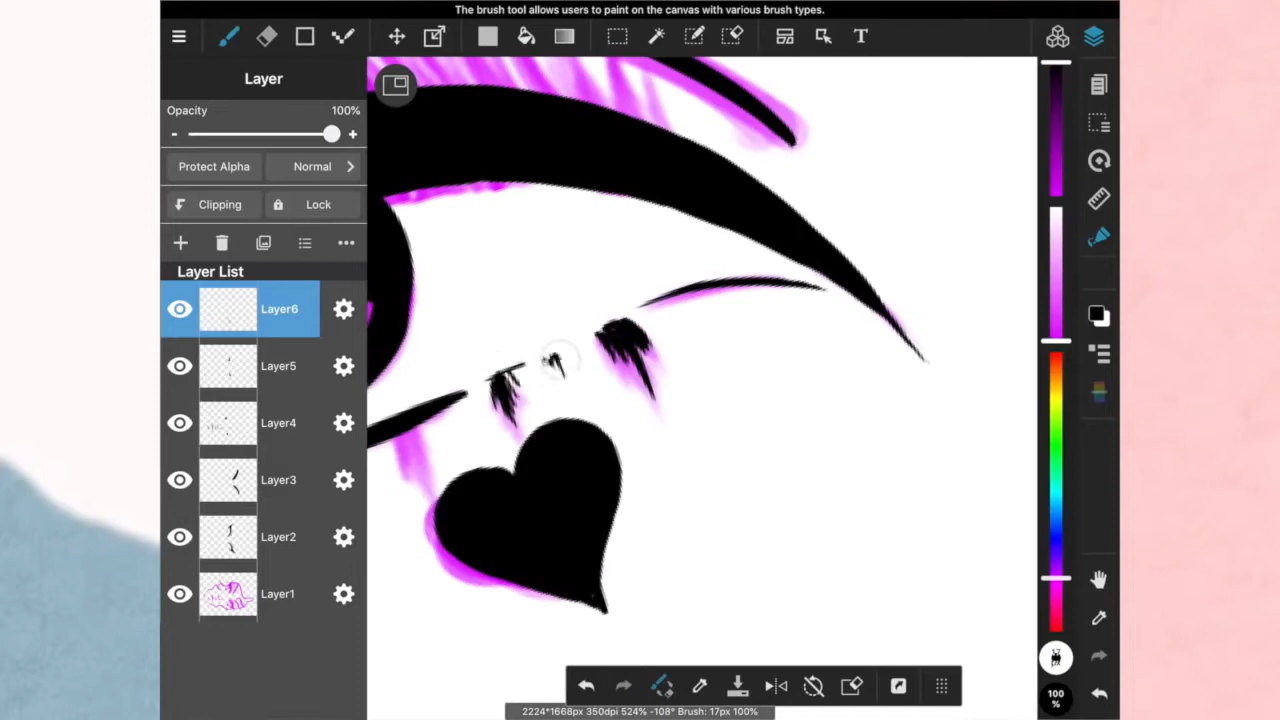 The brush tool allows users to paint on the canvas with various brush types.
T
Layer
Opacity 100%
- +
Protect Alpha Normal
Clipping Lock
Layer List
Layer6
Layer5
Layer4
Layer3
Layer2
Layer1
100
%
2224*1668px 350dpi 524% -108° Brush: 17px 100%